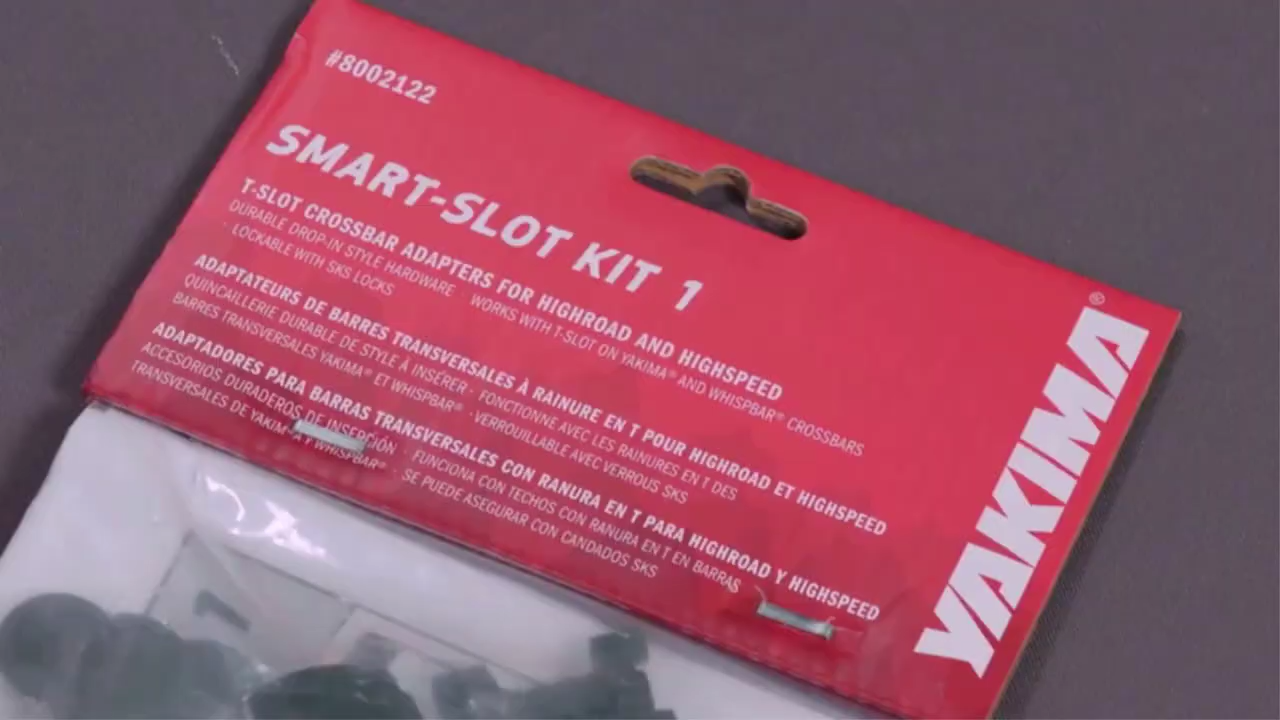 #8002122
SMART-SLOT KIT 1
T-SLOT CROSSBAR ADAPTERS FOR HIGHROAD AND HIGHSPEED
DURABLE DROP-IN STYLE HARDWARE · WORKS WITH T-SLOT ON YAKIMA® AND WHISPBAR® CROSSBARS
· LOCKABLE WITH SKS LOCKS
ADAPTATEURS DE BARRES TRANSVERSALES À RAINURE EN T POUR HIGHROAD ET HIGHSPEED
QUINCAILLERIE DURABLE DE STYLE À INSÉRER · FONCTIONNE AVEC LES RAINURES EN T DES
BARRES TRANSVERSALES YAKIMA® ET WHISPBAR® · VERROUILLABLE AVEC VERROUS SKS
ADAPTADORES PARA BARRAS TRANSVERSALES CON RANURA EN T PARA HIGHROAD Y HIGHSPEED
ACCESORIOS DURADEROS DE INSERCIÓN · FUNCIONA CON TECHOS CON RANURA EN T EN BARRAS
TRANSVERSALES DE YAKIMA Y WHISPBAR® · SE PUEDE ASEGURAR CON CANDADOS SKS
YAKIMA®